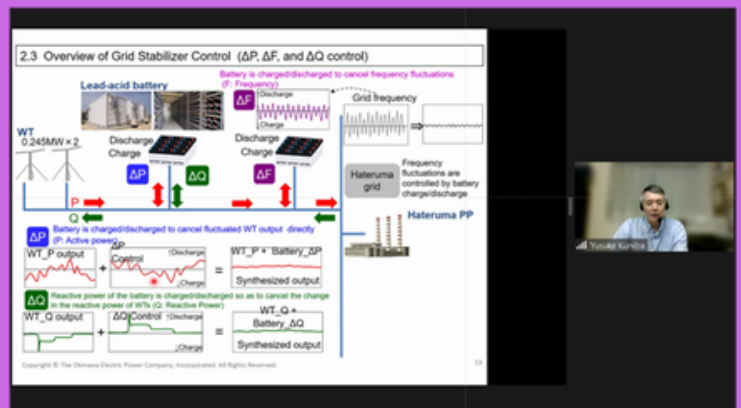 2.3 Overview of Grid Stabilizer Control (ΔP, ΔF, and ΔQ control)
Battery is charged/discharged to cancel frequency fluctuations
(F: Frequency)
Lead-acid battery
ΔF
Discharge
Charge
Grid frequency
WT
0.245MW×2
Discharge
Charge
ΔP
ΔQ
Discharge
Charge
ΔF
Hateruma
grid
Frequency
fluctuations are
controlled by battery
charge/discharge
P
Q
Hateruma PP
ΔP
Battery is charged/discharged to cancel fluctuated WT output directly
(P: Active power)
WT_P output
+
ΔP
Control
↑Discharge
↓Charge
=
WT_P + Battery_ΔP
Synthesized output
ΔQ
Reactive power of the battery is charged/discharged so as to cancel the change
in the reactive power of WTs (Q: Reactive Power)
WT_Q output
+
ΔQ Control
↑Discharge
↓Charge
=
WT_Q +
Battery_ΔQ
Synthesized output
Copyright © The Okinawa Electric Power Company, Incorporated. All Rights Reserved.
13
Yusuke Kuniba